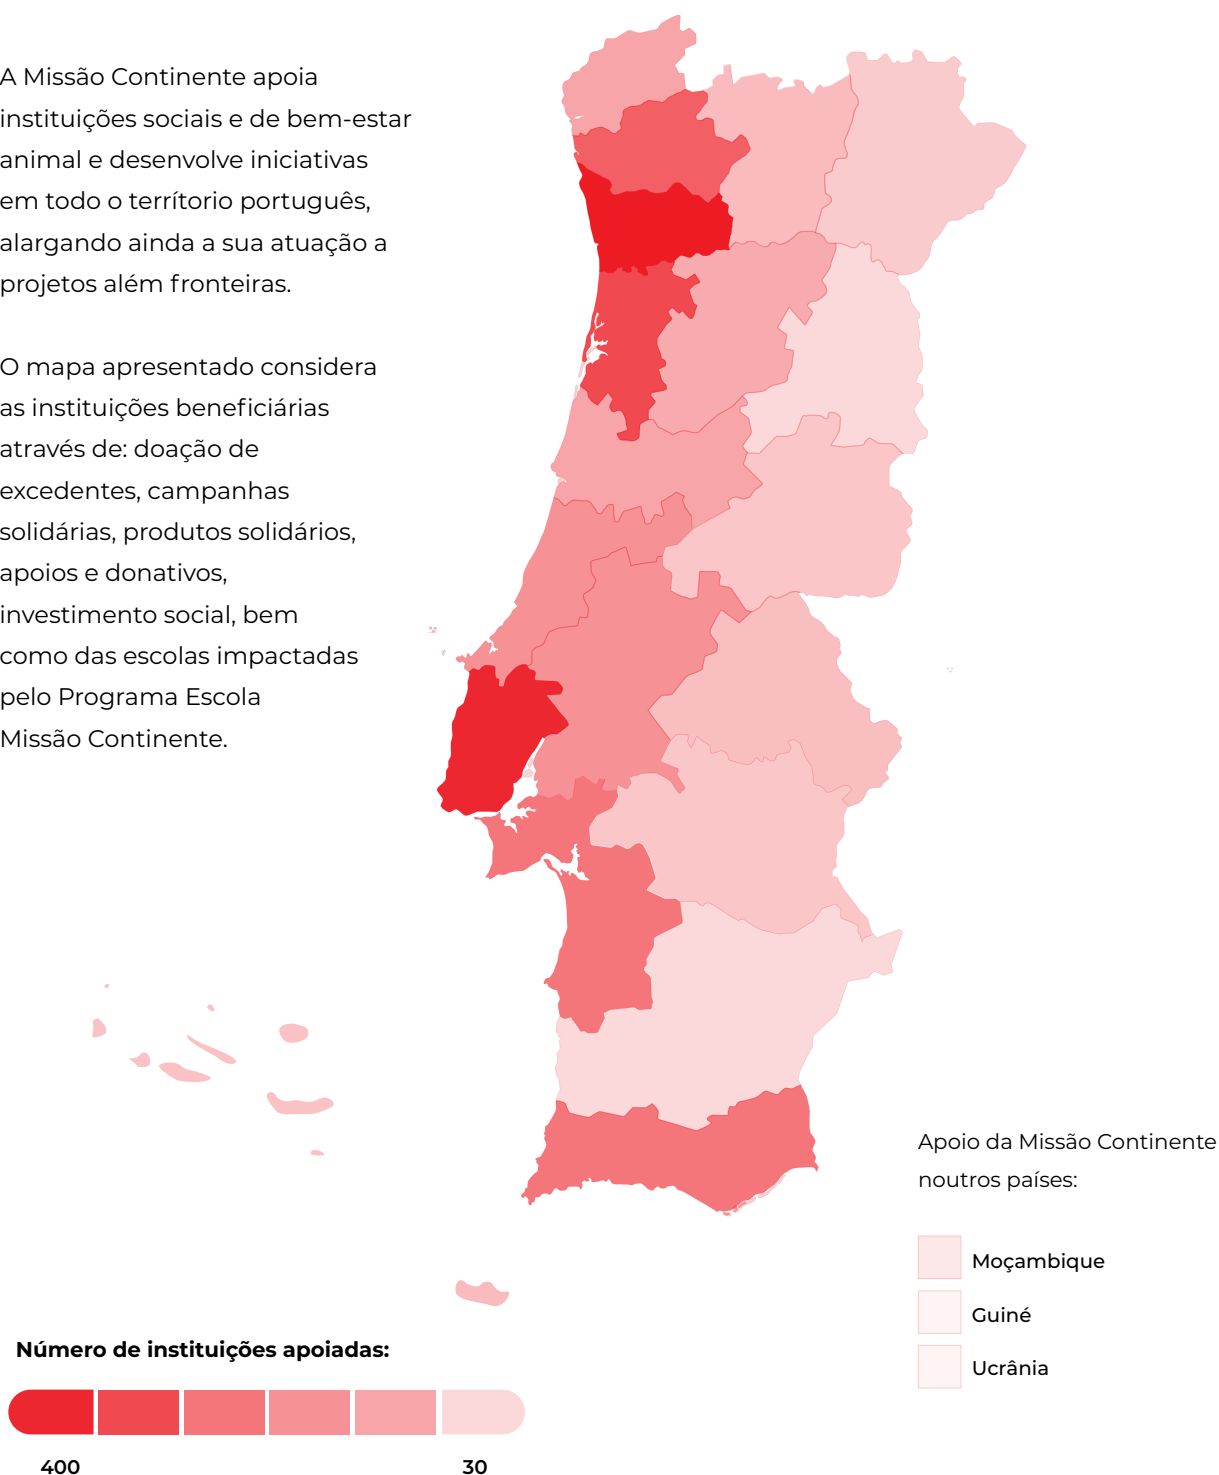 A Missão Continente apoia
instituições sociais e de bem-estar
animal e desenvolve iniciativas
em todo o terrítorio português,
alargando ainda a sua atuação a
projetos além fronteiras.
O mapa apresentado considera
as instituições beneficiárias
através de: doação de
excedentes, campanhas
solidárias, produtos solidários,
apoios e donativos,
investimento social, bem
como das escolas impactadas
pelo Programa Escola
Missão Continente.
Apoio da Missão Continente
noutros países:
Moçambique
Guiné
Ucrânia
Número de instituições apoiadas:
400
30